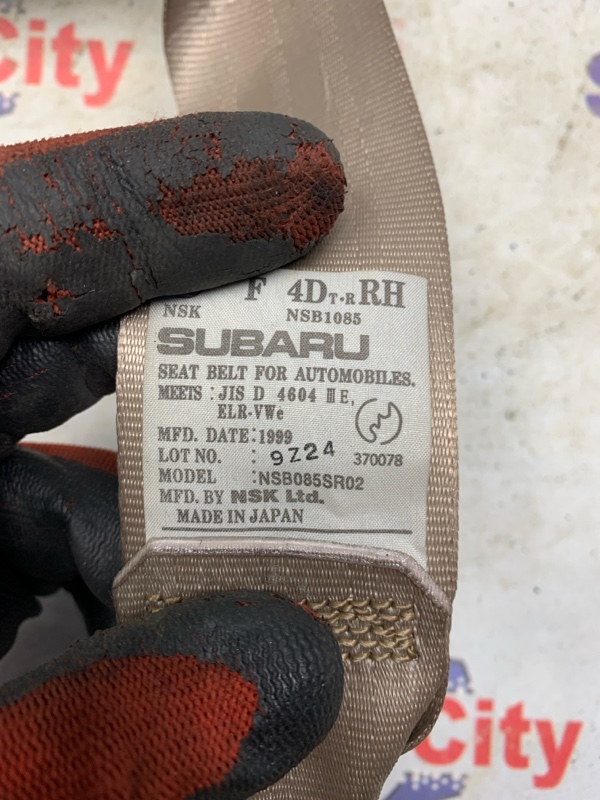 City
F 4DT·R RH
NSK NSB1085
SUBARU
SEAT BELT FOR AUTOMOBILES.
MEETS : JIS D 4604 Ⅲ E,
ELR-VWe
MFD. DATE:1999
LOT NO. : 9Z24 370078
MODEL :NSB085SR02
MFD. BY NSK Ltd.
MADE IN JAPAN
City